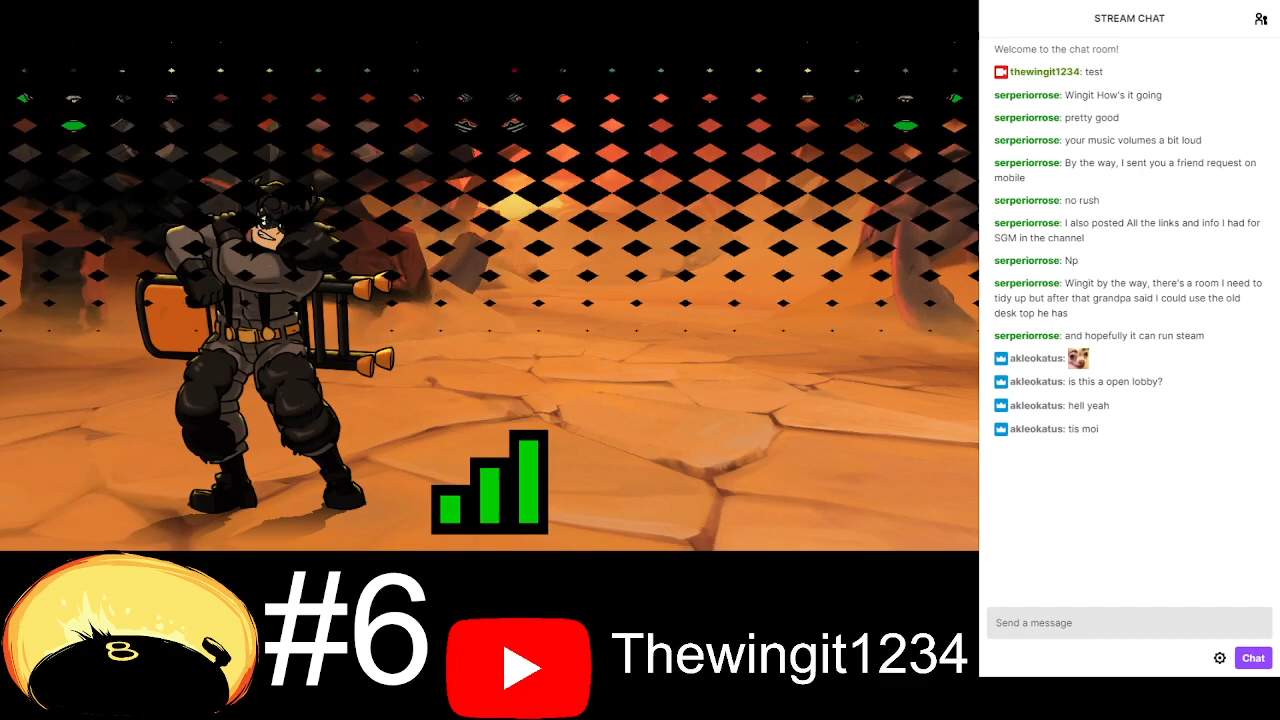 STREAM CHAT
Welcome to the chat room!
thewingit1234: test
serperiorrose: Wingit How's it going
serperiorrose: pretty good
serperiorrose: your music volumes a bit loud
serperiorrose: By the way, I sent you a friend request on
mobile
serperiorrose: no rush
serperiorrose: I also posted All the links and info I had for
SGM in the channel
serperiorrose: Np
serperiorrose: Wingit by the way, there's a room I need to
tidy up but after that grandpa said I could use the old
desk top he has
serperiorrose: and hopefully it can run steam
akleokatus:
akleokatus: is this a open lobby?
akleokatus: hell yeah
akleokatus: tis moi
Send a message
Chat
8
#6
Thewingit1234